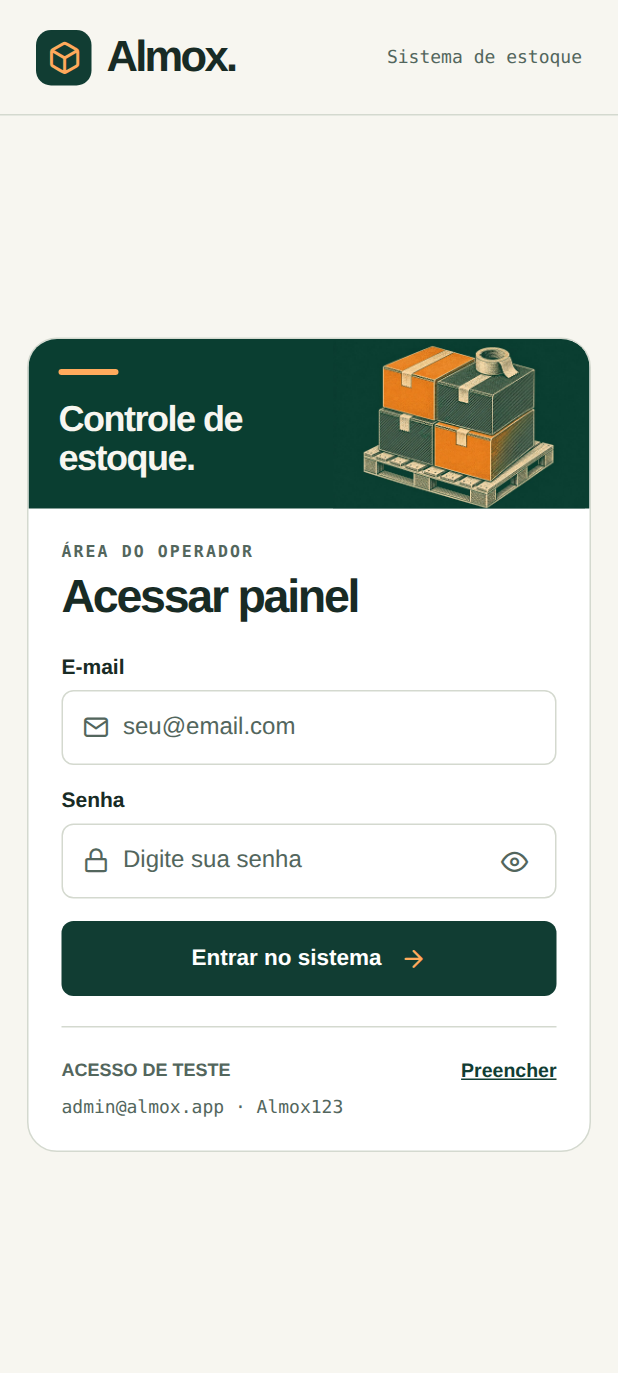 Almox.
Sistema de estoque
Controle de
estoque.
ÁREA DO OPERADOR
Acessar painel
E-mail
seu@email.com
Senha
Digite sua senha
Entrar no sistema →
ACESSO DE TESTE
Preencher
admin@almox.app · Almox123